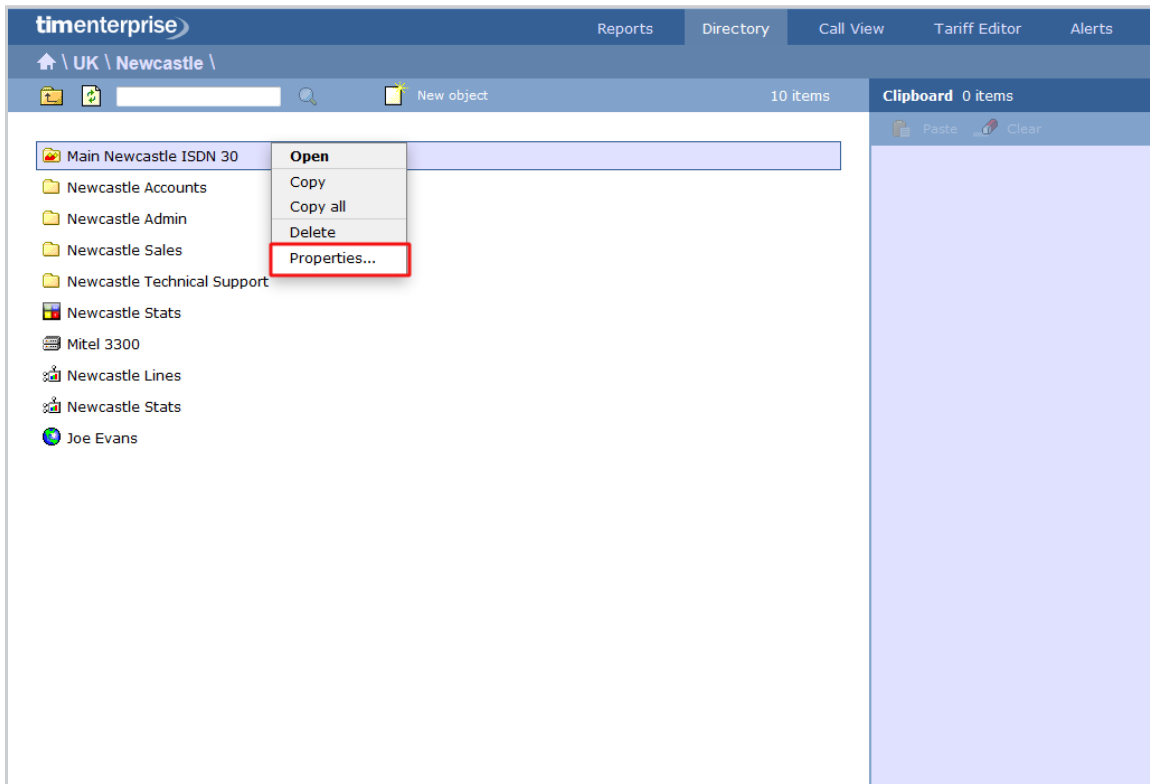 timenterprise Reports Directory Call View Tariff Editor Alerts
\ UK \ Newcastle \
New object 10 items Clipboard 0 items
Paste Clear
Main Newcastle ISDN 30 Open
Newcastle Accounts Copy
Copy all
Newcastle Admin
Delete
Newcastle Sales Properties...
Newcastle Technical Support
Newcastle Stats
Mitel 3300
Newcastle Lines
Newcastle Stats
Joe Evans